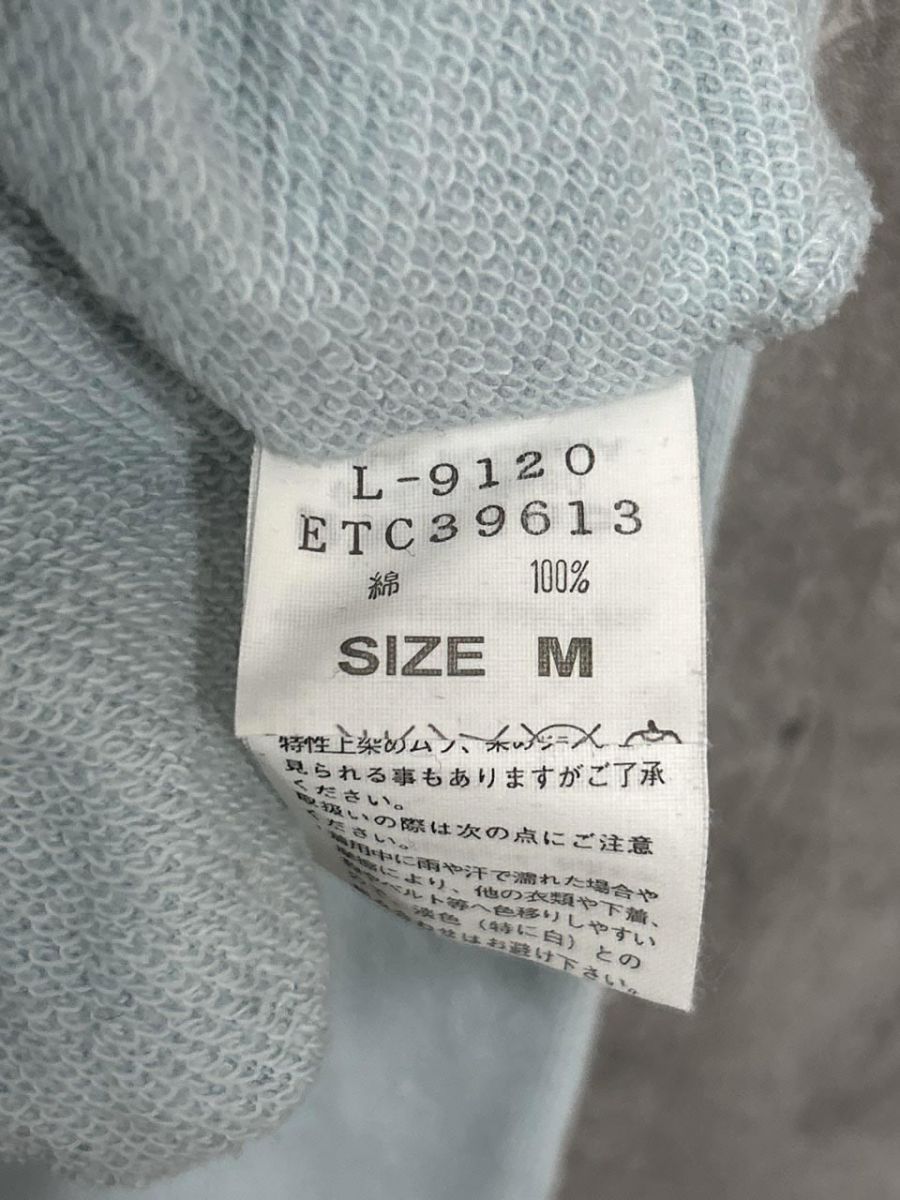 L-9120
ETC39613
綿 100%
SIZE M
特性上染めムラ、
見られる事もありますがご了承
ください。
取扱いの際は次の点にご注意
ください。
着用中に雨や汗で濡れた場合や
摩擦により、他の衣類や下着、
ベルト等へ色移りしやすい
淡色(特に白)との
わせはお避け下さい。